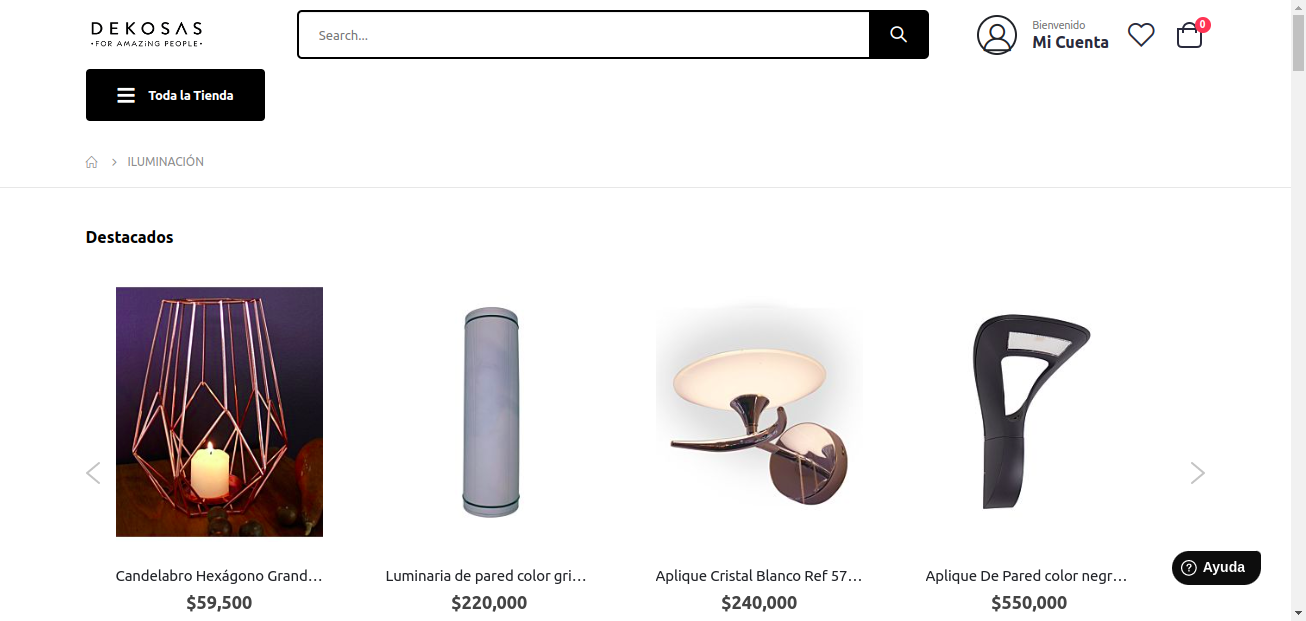 DEKOSAS
•FOR AMAZiNG PEOPLE•
Search...
Bienvenido
Mi Cuenta
0
Toda la Tienda
ILUMINACIÓN
Destacados
Candelabro Hexágono Grand...
$59,500
Luminaria de pared color gri...
$220,000
Aplique Cristal Blanco Ref 57...
$240,000
Aplique De Pared color negr...
$550,000
Ayuda